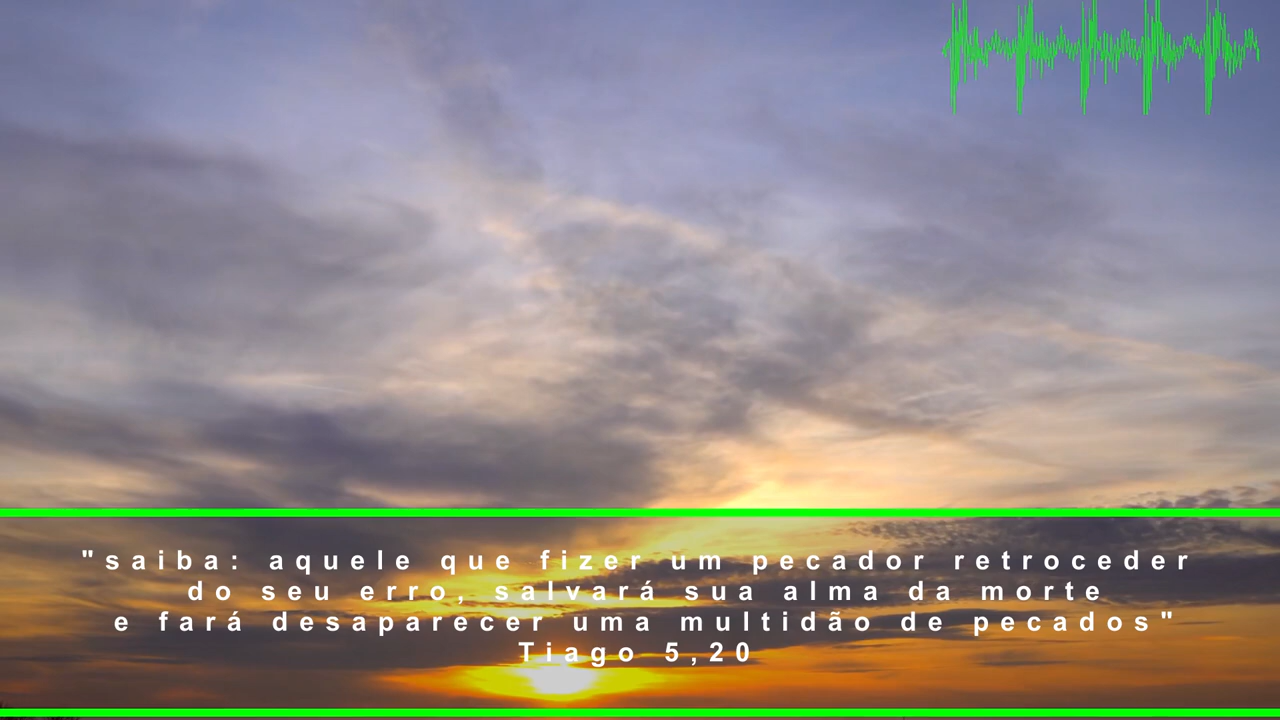 "saiba: aquele que fizer um pecador retroceder
do seu erro, salvará sua alma da morte
e fará desaparecer uma multidão de pecados"
Tiago 5,20